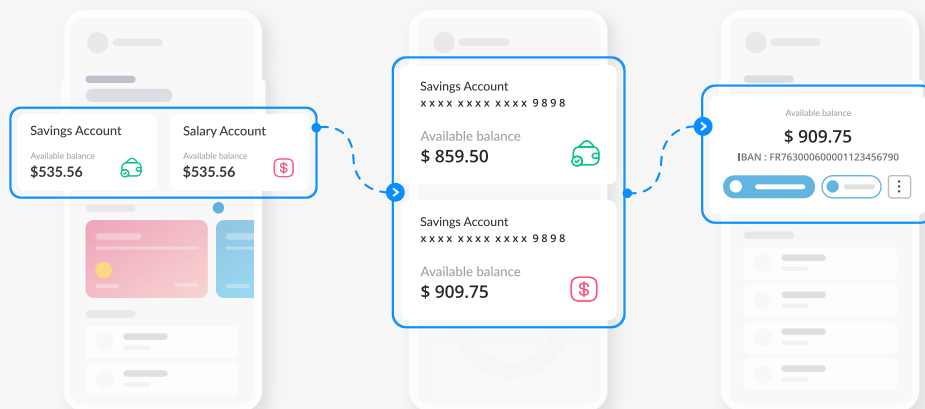 Savings Account
Available balance
$535.56
Salary Account
Available balance
$535.56
Savings Account
xxxx xxxx xxxx 9898
Available balance
$ 859.50
Savings Account
xxxx xxxx xxxx 9898
Available balance
$ 909.75
Available balance
$ 909.75
IBAN : FR763000600001123456790